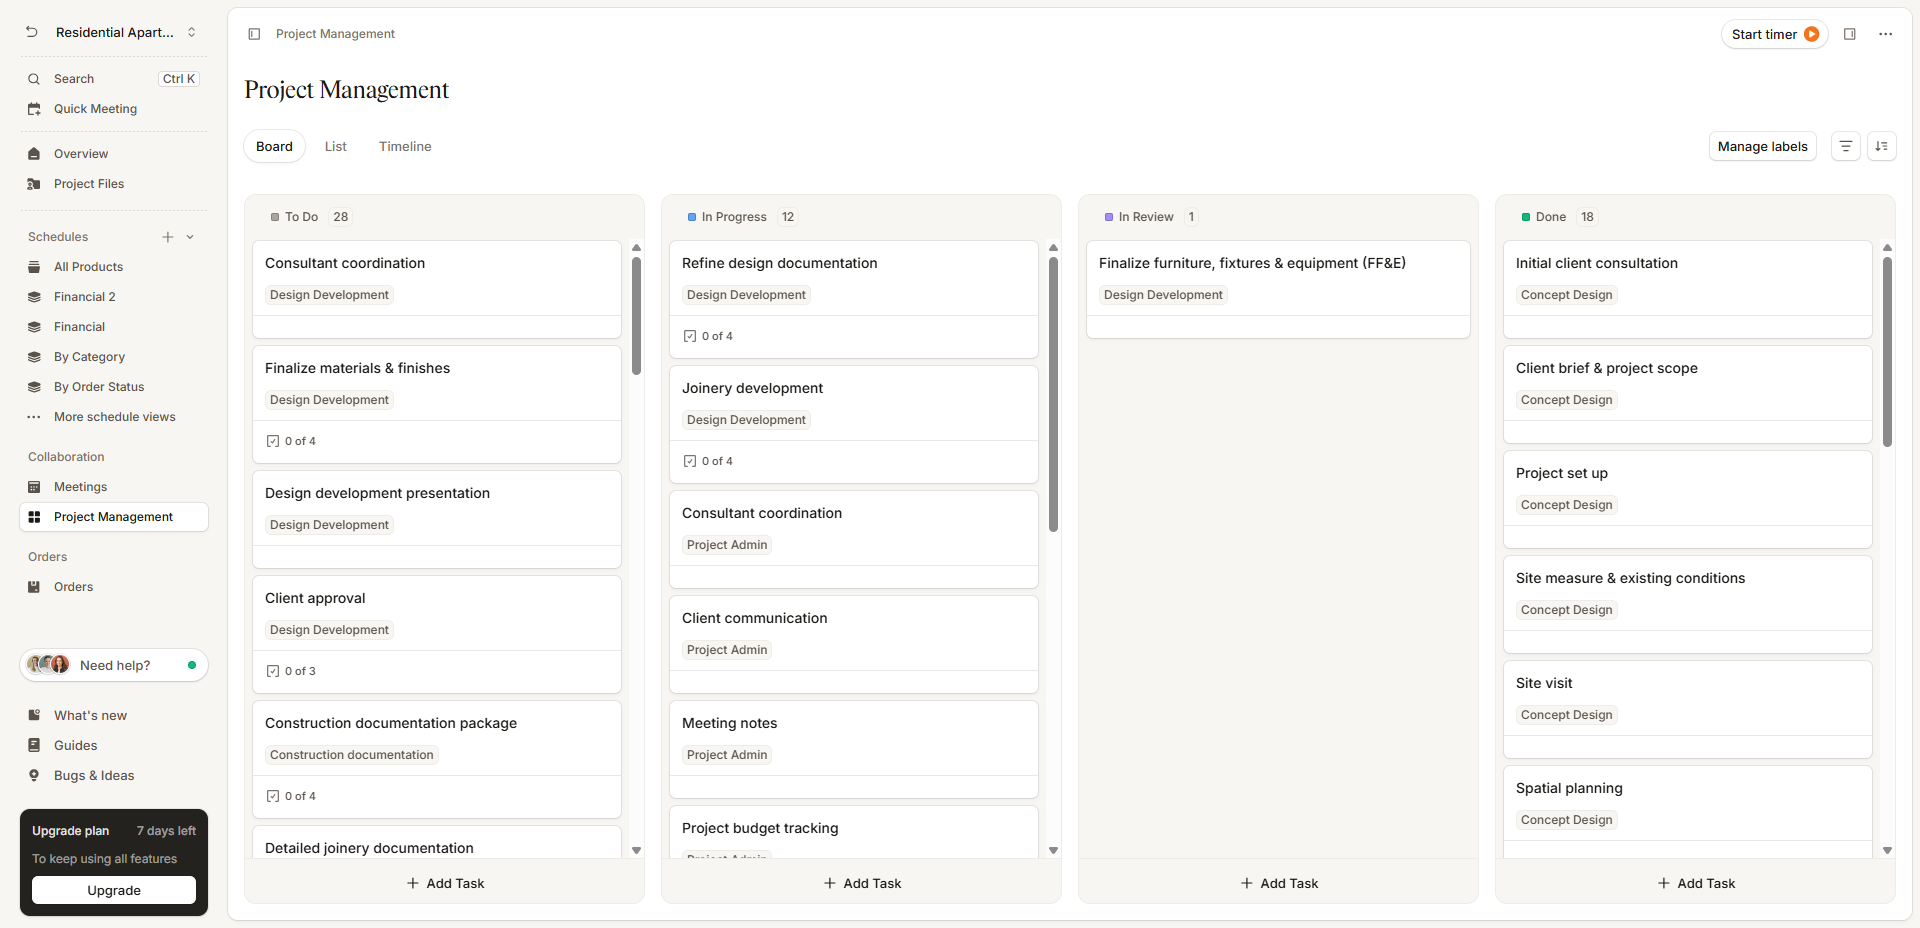 Residential Apart...
Search
Ctrl K
Quick Meeting
Overview
Project Files
Schedules
All Products
Financial 2
Financial
By Category
By Order Status
More schedule views
Collaboration
Meetings
Project Management
Orders
Orders
Need help?
What's new
Guides
Bugs & Ideas
Upgrade plan
7 days left
To keep using all features
Upgrade
Project Management
Start timer
Project Management
Board
List
Timeline
Manage labels
To Do 28
Consultant coordination
Design Development
Finalize materials & finishes
Design Development
0 of 4
Design development presentation
Design Development
Client approval
Design Development
0 of 3
Construction documentation package
Construction documentation
0 of 4
Detailed joinery documentation
Add Task
In Progress 12
Refine design documentation
Design Development
0 of 4
Joinery development
Design Development
0 of 4
Consultant coordination
Project Admin
Client communication
Project Admin
Meeting notes
Project Admin
Project budget tracking
Project Admin
Add Task
In Review 1
Finalize furniture, fixtures & equipment (FF&E)
Design Development
Add Task
Done 18
Initial client consultation
Concept Design
Client brief & project scope
Concept Design
Project set up
Concept Design
Site measure & existing conditions
Concept Design
Site visit
Concept Design
Spatial planning
Concept Design
Add Task